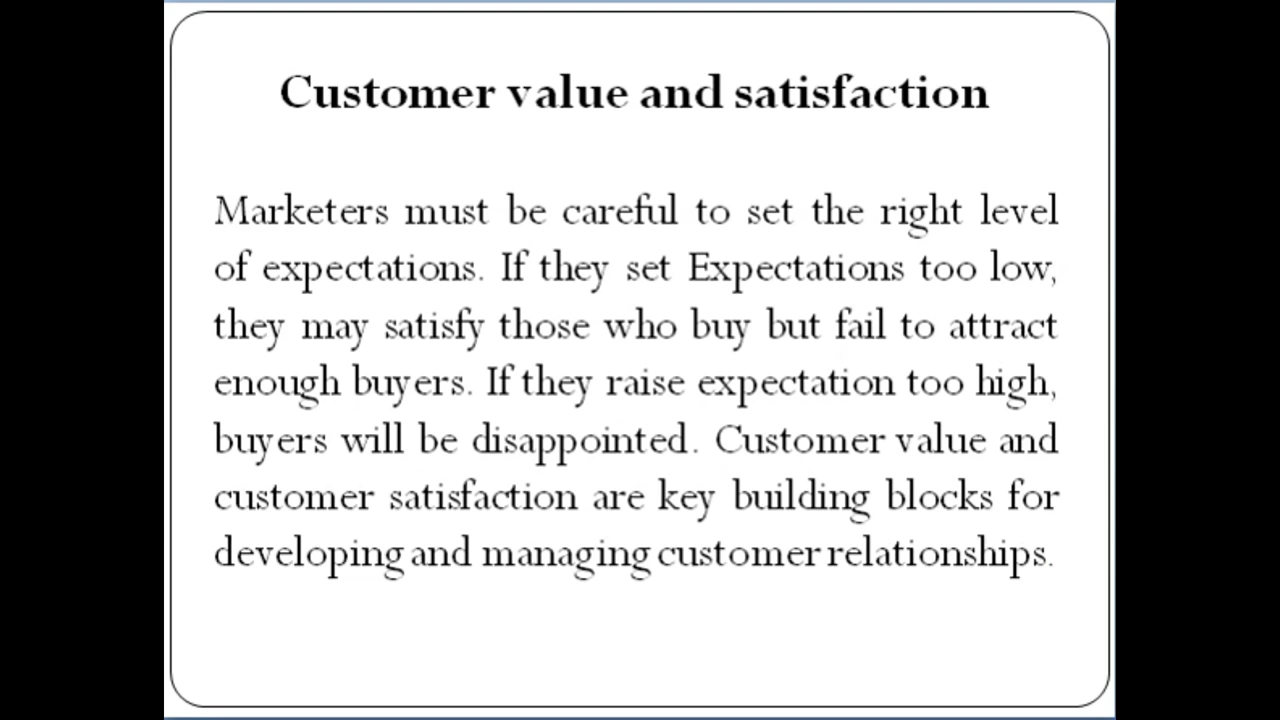 Customer value and satisfaction
Marketers must be careful to set the right level
of expectations. If they set Expectations too low,
they may satisfy those who buy but fail to attract
enough buyers. If they raise expectation too high,
buyers will be disappointed. Customer value and
customer satisfaction are key building blocks for
developing and managing customer relationships.